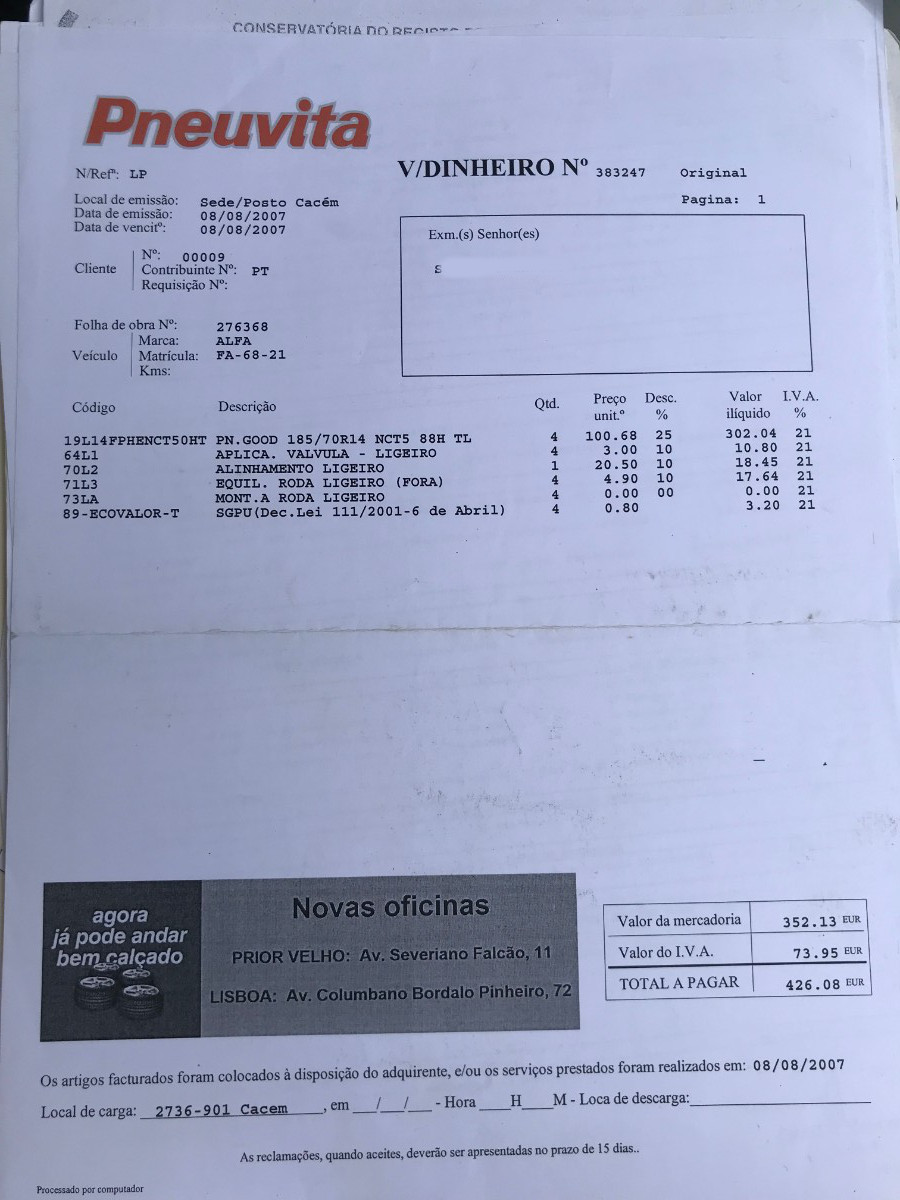 CONSERVATÓRIA DO REGISTO
Pneuvita
N/Refª: LP
V/DINHEIRO Nº 383247 Original
Pagina: 1
Local de emissão: Sede/Posto Cacém
Data de emissão: 08/08/2007
Data de vencitº: 08/08/2007
Exm.(s) Senhor(es)
S
Cliente
Nº: 00009
Contribuinte Nº: PT
Requisição Nº:
Folha de obra Nº: 276368
Veículo
Marca: ALFA
Matrícula: FA-68-21
Kms:
Código Descrição Qtd. Preço unit.º Desc. % Valor ilíquido I.V.A. %
19L14FPHENCT50HT PN.GOOD 185/70R14 NCT5 88H TL 4 100.68 25 302.04 21
64L1 APLICA. VALVULA - LIGEIRO 4 3.00 10 10.80 21
70L2 ALINHAMENTO LIGEIRO 1 20.50 10 18.45 21
71L3 EQUIL. RODA LIGEIRO (FORA) 4 4.90 10 17.64 21
73LA MONT.A RODA LIGEIRO 4 0.00 00 0.00 21
89-ECOVALOR-T SGPU(Dec.Lei 111/2001-6 de Abril) 4 0.80 3.20 21
agora
já pode andar
bem calçado
Novas oficinas
PRIOR VELHO: Av. Severiano Falcão, 11
LISBOA: Av. Columbano Bordalo Pinheiro, 72
Valor da mercadoria 352.13 EUR
Valor do I.V.A. 73.95 EUR
TOTAL A PAGAR 426.08 EUR
Os artigos facturados foram colocados à disposição do adquirente, e/ou os serviços prestados foram realizados em: 08/08/2007
Local de carga: 2736-901 Cacem, em ___/___/___ - Hora ____H____M - Loca de descarga:
As reclamações, quando aceites, deverão ser apresentadas no prazo de 15 dias..
Processado por computador